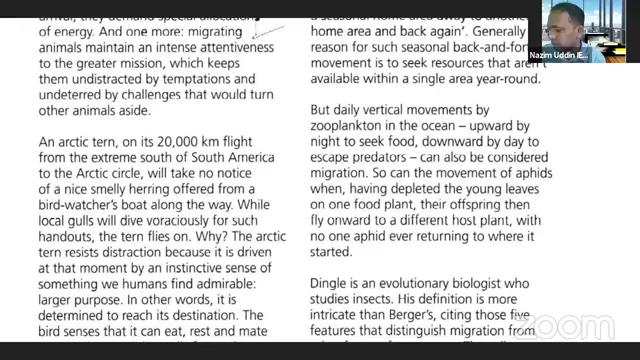 arrival, they demand special allocations
of energy. And one more: migrating
animals maintain an intense attentiveness
to the greater mission, which keeps
them undistracted by temptations and
undeterred by challenges that would turn
other animals aside.
An arctic tern, on its 20,000 km flight
from the extreme south of South America
to the Arctic circle, will take no notice
of a nice smelly herring offered from a
bird-watcher's boat along the way. While
local gulls will dive voraciously for such
handouts, the tern flies on. Why? The arctic
tern resists distraction because it is driven
at that moment by an instinctive sense of
something we humans find admirable:
larger purpose. In other words, it is
determined to reach its destination. The
bird senses that it can eat, rest and mate
a seasonal home area away to another
home area and back again'. Generally
reason for such seasonal back-and-for
movement is to seek resources that aren't
available within a single area year-round.
But daily vertical movements by
zooplankton in the ocean – upward by
night to seek food, downward by day to
escape predators – can also be considered
migration. So can the movement of aphids
when, having depleted the young leaves
on one food plant, their offspring then
fly onward to a different host plant, with
no one aphid ever returning to where it
started.
Dingle is an evolutionary biologist who
studies insects. His definition is more
intricate than Berger's, citing those five
features that distinguish migration from
Nazim Uddin IE...
zoom